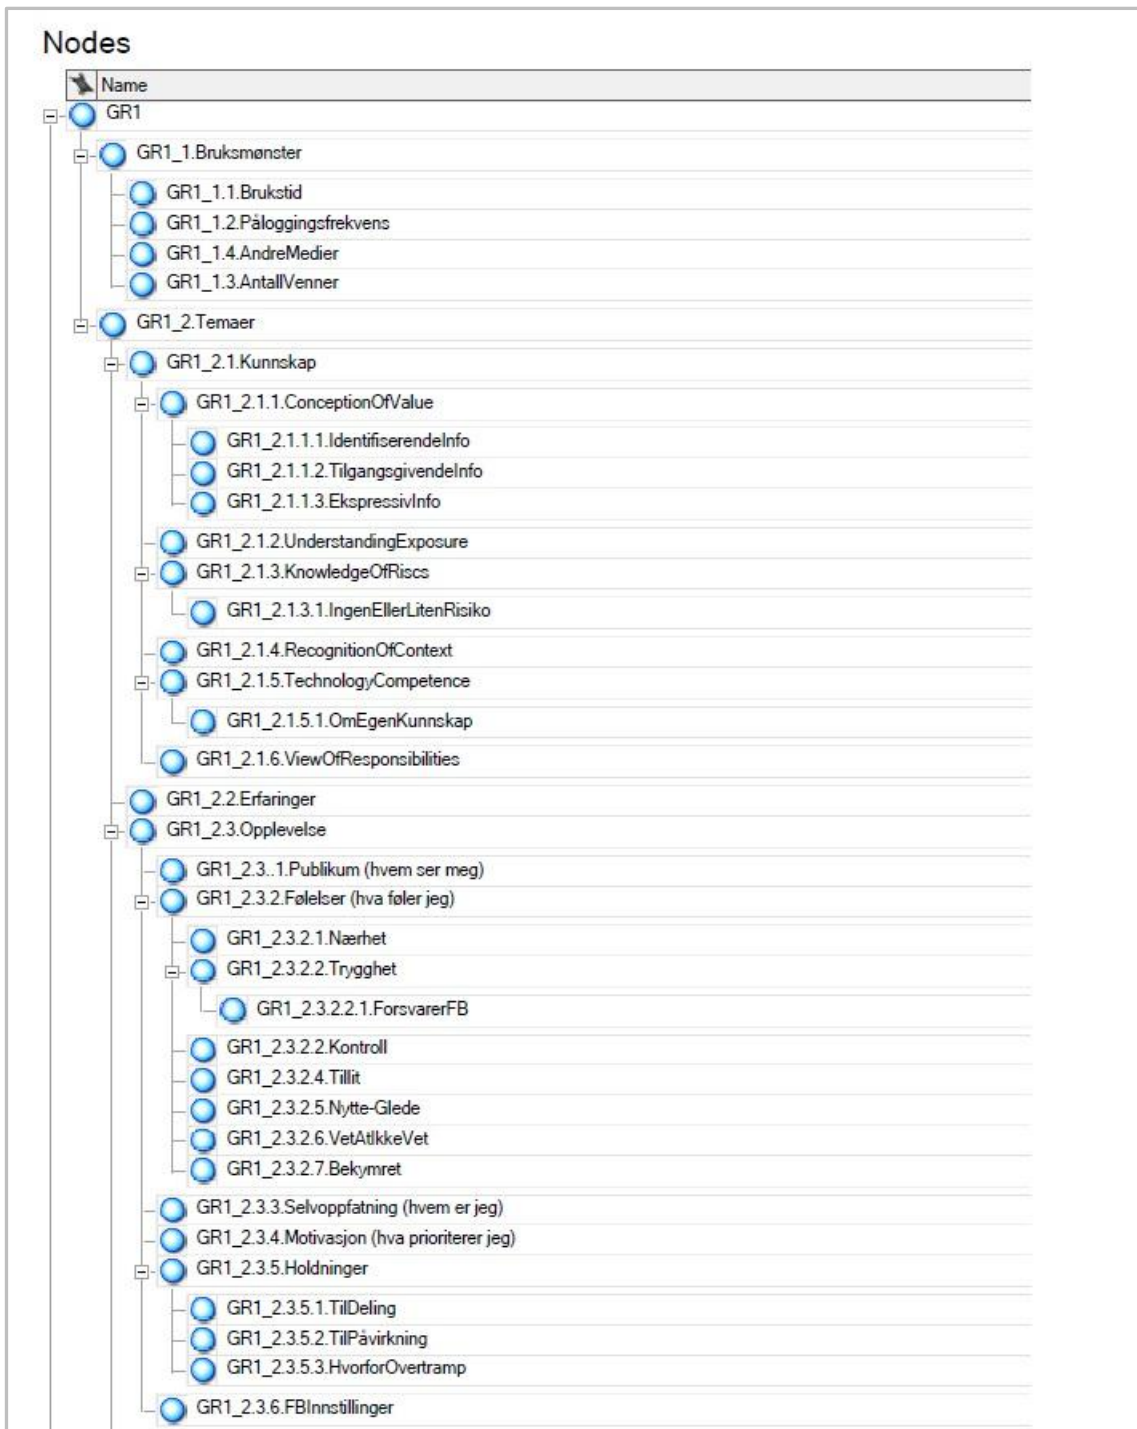 Nodes
Name
GR1
GR1_1.Bruksmønster
GR1_1.1.Brukstid
GR1_1.2.Påloggingsfrekvens
GR1_1.4.AndreMedier
GR1_1.3.AntallVenner
GR1_2.Temaer
GR1_2.1.Kunnskap
GR1_2.1.1.ConceptionOfValue
GR1_2.1.1.1.IdentifiserendeInfo
GR1_2.1.1.2.TilgangsgivendeInfo
GR1_2.1.1.3.EkspressivInfo
GR1_2.1.2.UnderstandingExposure
GR1_2.1.3.KnowledgeOfRiscs
GR1_2.1.3.1.IngenEllerLitenRisiko
GR1_2.1.4.RecognitionOfContext
GR1_2.1.5.TechnologyCompetence
GR1_2.1.5.1.OmEgenKunnskap
GR1_2.1.6.ViewOfResponsibilities
GR1_2.2.Erfaringer
GR1_2.3.Opplevelse
GR1_2.3..1.Publikum (hvem ser meg)
GR1_2.3.2.Følelser (hva føler jeg)
GR1_2.3.2.1.Nærhet
GR1_2.3.2.2.Trygghet
GR1_2.3.2.2.1.ForsvarerFB
GR1_2.3.2.2.Kontroll
GR1_2.3.2.4.Tillit
GR1_2.3.2.5.Nytte-Glede
GR1_2.3.2.6.VetAtIkkeVet
GR1_2.3.2.7.Bekymret
GR1_2.3.3.Selvoppfatning (hvem er jeg)
GR1_2.3.4.Motivasjon (hva prioriterer jeg)
GR1_2.3.5.Holdninger
GR1_2.3.5.1.TilDeling
GR1_2.3.5.2.TilPåvirkning
GR1_2.3.5.3.HvorforOvertramp
GR1_2.3.6.FBInnstillinger